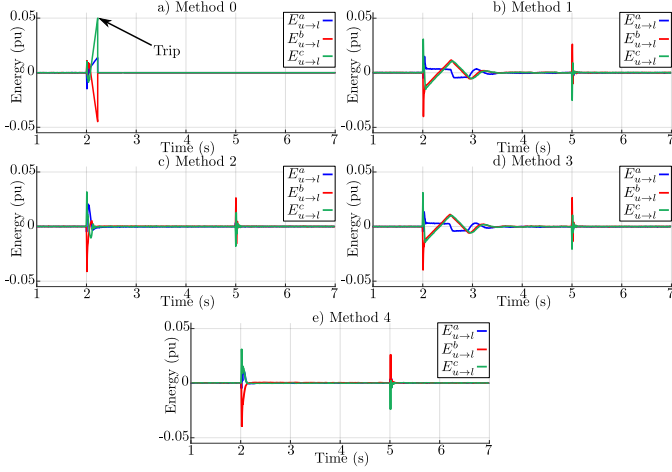 a) Method 0
Energy (pu)
0.05
0
-0.05
Trip
E^a_{u→l}
E^b_{u→l}
E^c_{u→l}
1 2 3 4 5 6 7
Time (s)
b) Method 1
Energy (pu)
0.05
0
-0.05
E^a_{u→l}
E^b_{u→l}
E^c_{u→l}
1 2 3 4 5 6 7
Time (s)
c) Method 2
Energy (pu)
0.05
0
-0.05
E^a_{u→l}
E^b_{u→l}
E^c_{u→l}
1 2 3 4 5 6 7
Time (s)
d) Method 3
Energy (pu)
0.05
0
-0.05
E^a_{u→l}
E^b_{u→l}
E^c_{u→l}
1 2 3 4 5 6 7
Time (s)
e) Method 4
Energy (pu)
0.05
0
-0.05
E^a_{u→l}
E^b_{u→l}
E^c_{u→l}
1 2 3 4 5 6 7
Time (s)